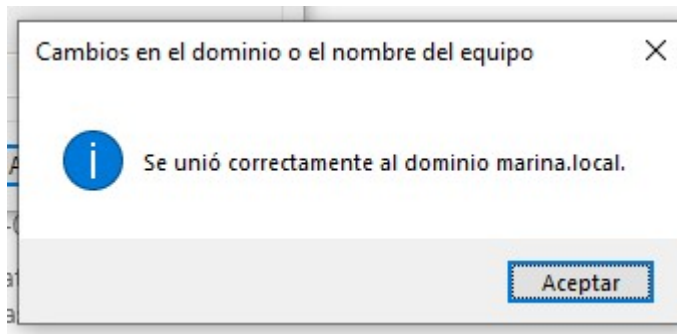 Cambios en el dominio o el nombre del equipo
Se unió correctamente al dominio marina.local.
Aceptar